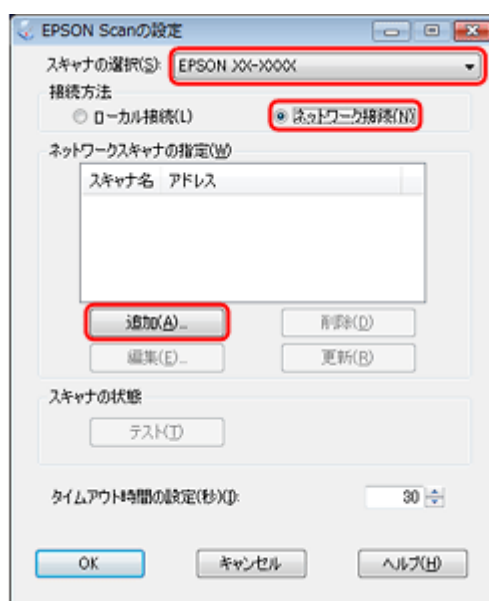 EPSON Scanの設定
スキャナの選択(S): EPSON XX-XXXX
接続方法
ローカル接続(L) ネットワーク接続(N)
ネットワークスキャナの指定(W)
スキャナ名 アドレス
追加(A)... 削除(D)
編集(E)... 更新(R)
スキャナの状態
テスト(T)
タイムアウト時間の設定(秒)(I): 30
OK キャンセル ヘルプ(H)